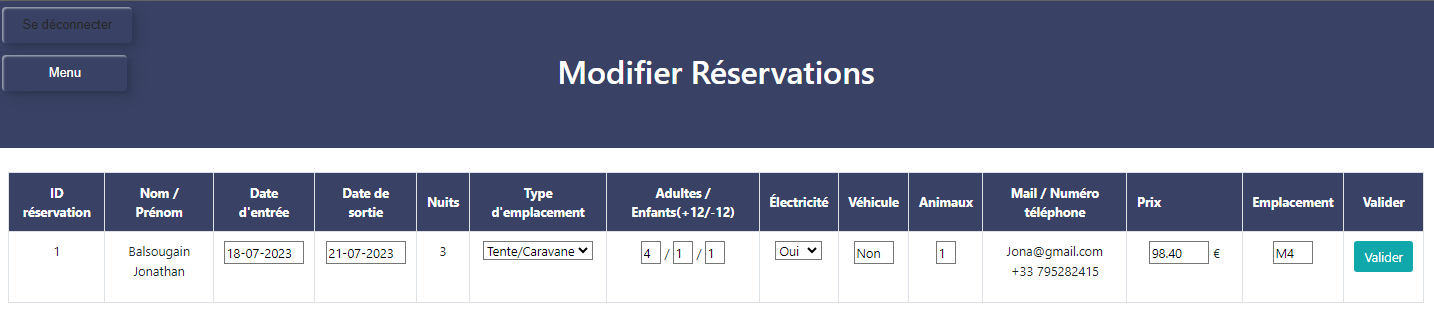 Se déconnecter
Menu
Modifier Réservations
ID réservation Nom / Prénom Date d'entrée Date de sortie Nuits Type d'emplacement Adultes / Enfants(+12/-12) Électricité Véhicule Animaux Mail / Numéro téléphone Prix Emplacement Valider
1 Balsougain Jonathan 18-07-2023 21-07-2023 3 Tente/Caravane 4 / 1 / 1 Oui Non 1 Jona@gmail.com +33 795282415 98.40 € M4 Valider